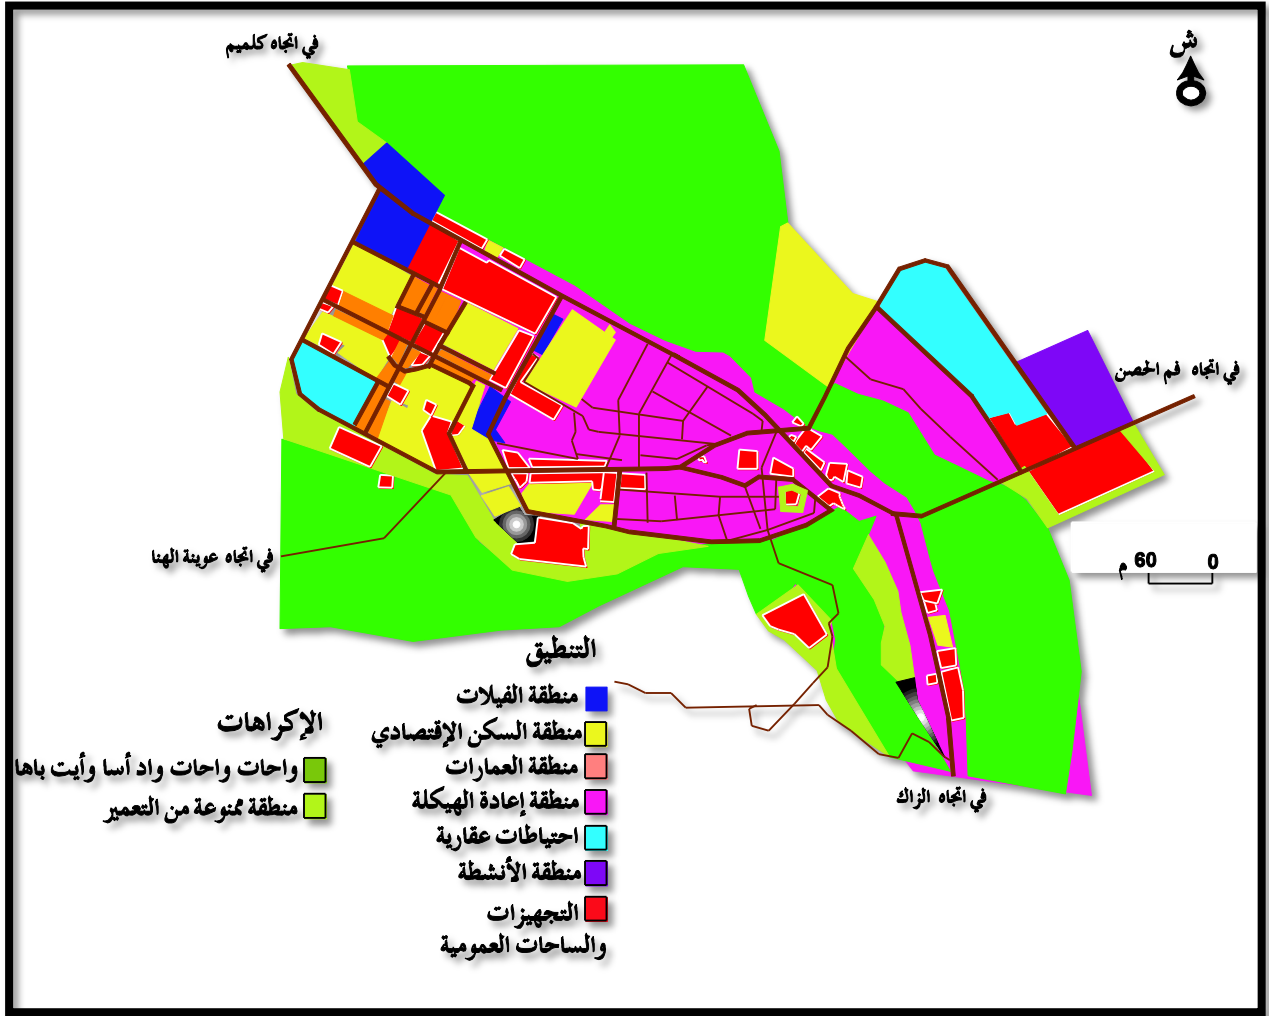 في اتجاه كلميم
ش
في اتجاه فم الحصن
في اتجاه عوينة الهنا
60 م
0
التنطيق
منطقة الفيلات
منطقة السكن الإقتصادي
منطقة العمارات
منطقة إعادة الهيكلة
احتياطات عقارية
منطقة الأنشطة
التجهيزات
والساحات العمومية
الإكراهات
واحات واحات واد أسا وأيت باها
منطقة ممنوعة من التعمير
في اتجاه الزاك